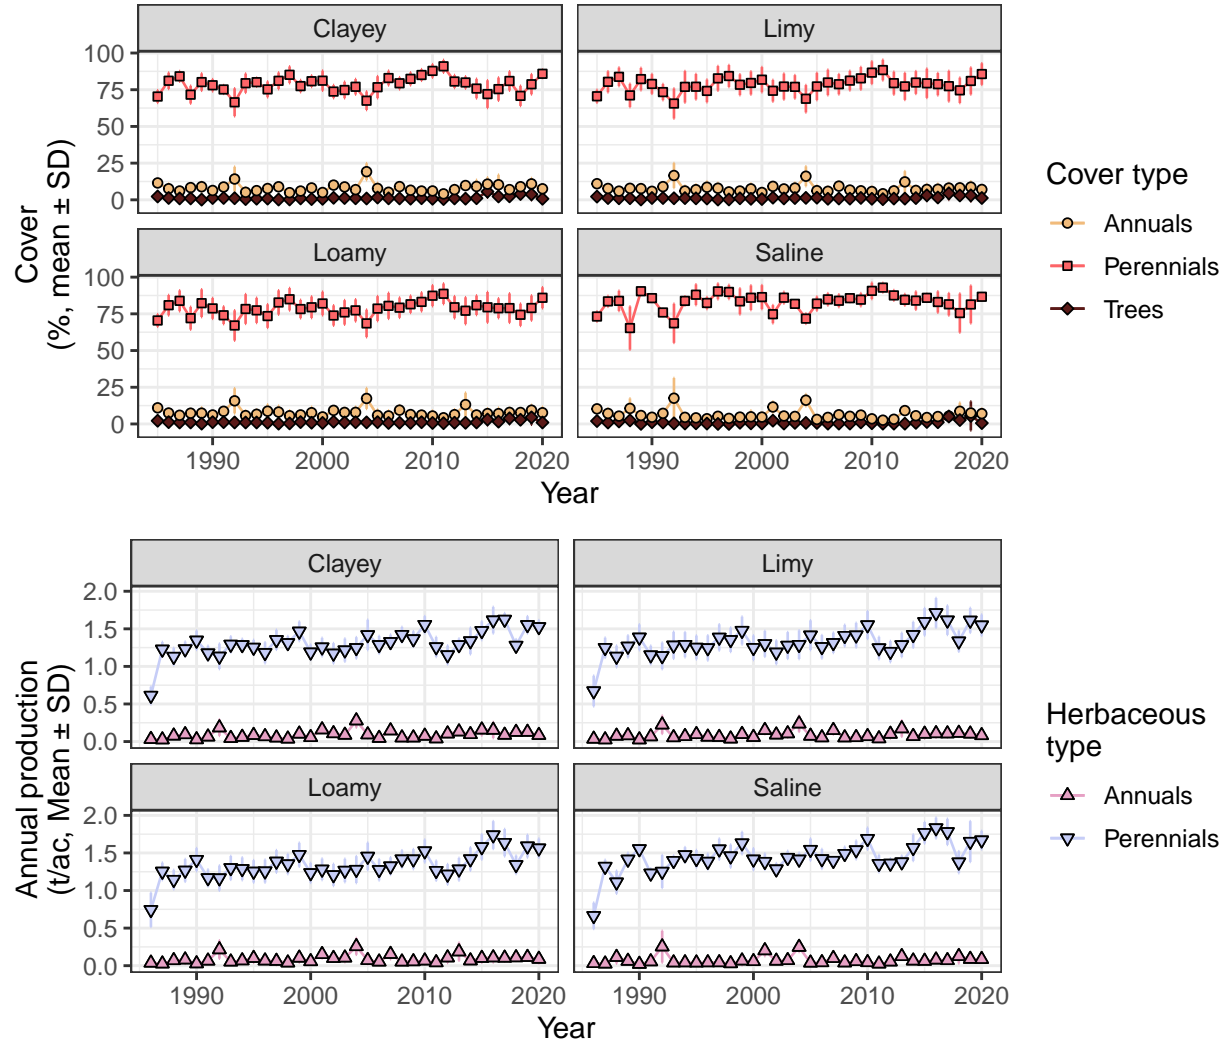 Clayey
Limy
100
75
50
25
0
Loamy
Saline
100
75
50
25
0
Cover
(%, mean ± SD)
1990
2000
2010
2020
1990
2000
2010
2020
Year
Cover type
Annuals
Perennials
Trees
Clayey
Limy
2.0
1.5
1.0
0.5
0.0
Loamy
Saline
2.0
1.5
1.0
0.5
0.0
Annual production
(t/ac, Mean ± SD)
1990
2000
2010
2020
1990
2000
2010
2020
Year
Herbaceous
type
Annuals
Perennials